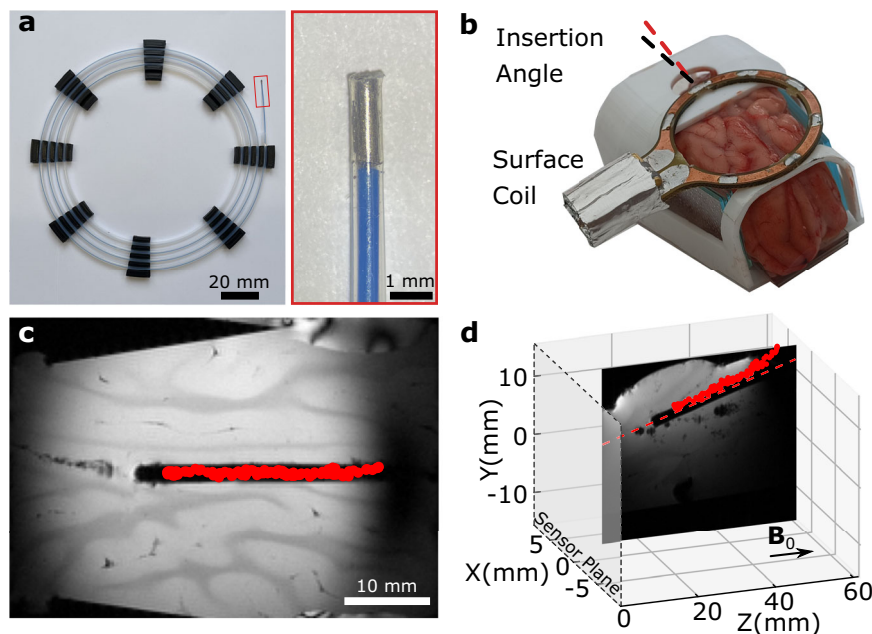 a
20 mm
1 mm
b
Insertion
Angle
Surface
Coil
c
10 mm
d
10
0
-10
Y(mm)
5
0
-5
X(mm)
Sensor Plane
B0
0
20
40
60
Z(mm)